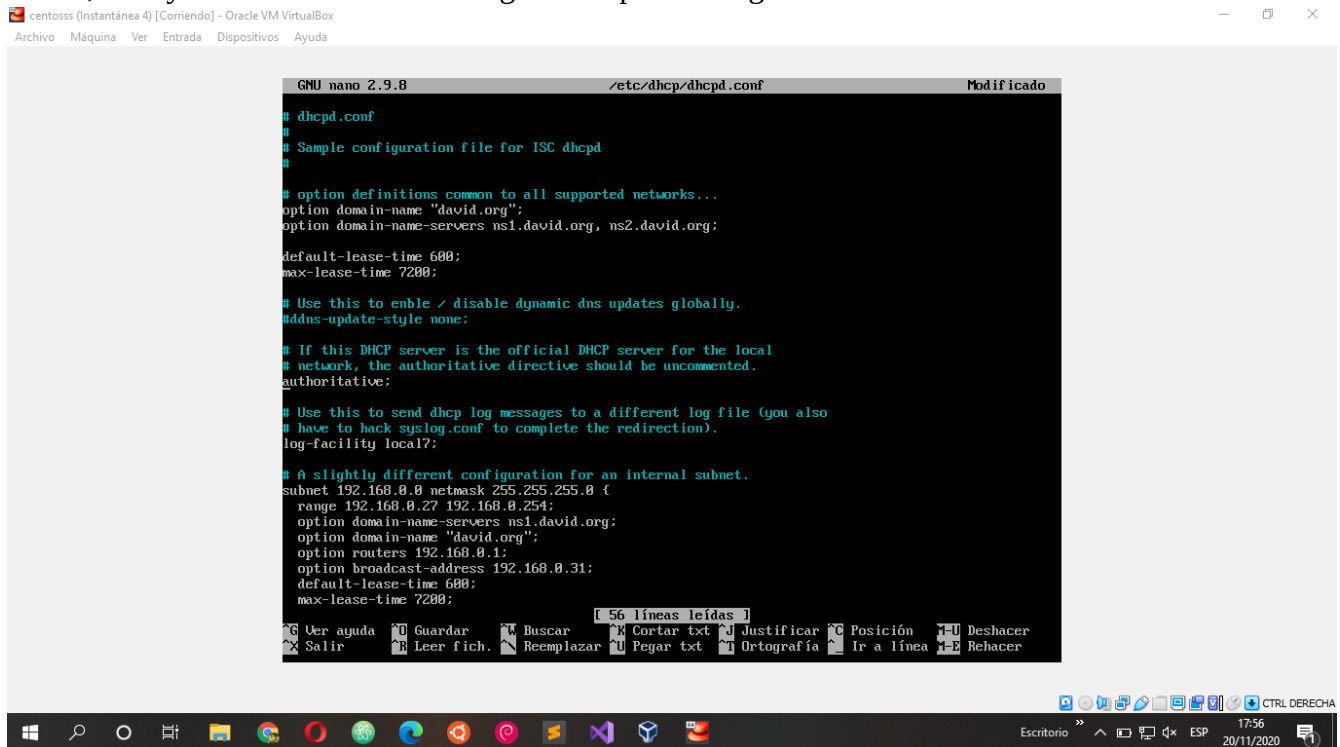 centosss (Instantánea 4) [Corriendo] - Oracle VM VirtualBox
Archivo Máquina Ver Entrada Dispositivos Ayuda
GNU nano 2.9.8 /etc/dhcp/dhcpd.conf Modificado
# dhcpd.conf
#
# Sample configuration file for ISC dhcpd
#
# option definitions common to all supported networks...
option domain-name "david.org";
option domain-name-servers ns1.david.org, ns2.david.org;
default-lease-time 600;
max-lease-time 7200;
# Use this to enble / disable dynamic dns updates globally.
#ddns-update-style none;
# If this DHCP server is the official DHCP server for the local
# network, the authoritative directive should be uncommented.
authoritative;
# Use this to send dhcp log messages to a different log file (you also
# have to hack syslog.conf to complete the redirection).
log-facility local7;
# A slightly different configuration for an internal subnet.
subnet 192.168.0.0 netmask 255.255.255.0 {
range 192.168.0.27 192.168.0.254;
option domain-name-servers ns1.david.org;
option domain-name "david.org";
option routers 192.168.0.1;
option broadcast-address 192.168.0.31;
default-lease-time 600;
max-lease-time 7200;
[ 56 líneas leídas ]
^G Ver ayuda ^O Guardar ^W Buscar ^K Cortar txt ^J Justificar ^C Posición M-U Deshacer
^X Salir ^R Leer fich. ^\ Reemplazar ^U Pegar txt ^T Ortografía ^_ Ir a línea M-E Rehacer
CTRL DERECHA
Escritorio » ESP 17:56
20/11/2020